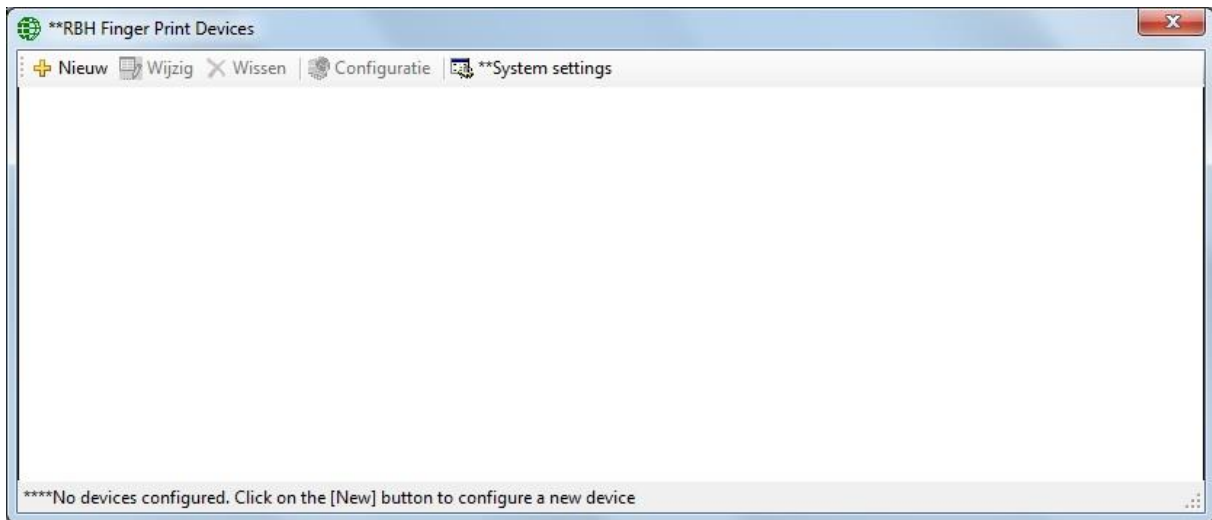 **RBH Finger Print Devices
Nieuw Wijzig Wissen Configuratie **System settings
****No devices configured. Click on the [New] button to configure a new device